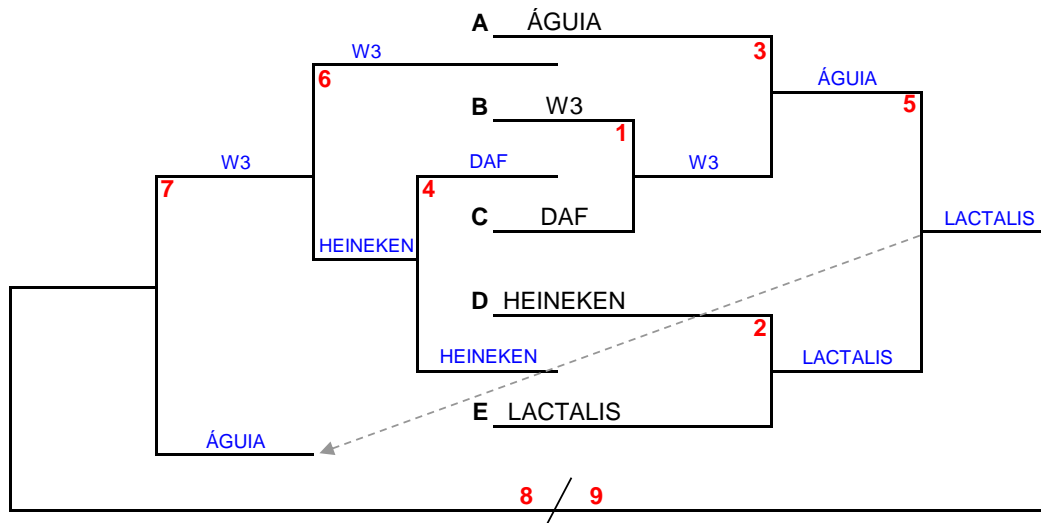 A ÁGUIA
W3
3
6
ÁGUIA
5
B W3
1
DAF
W3
W3
7
4
C DAF
LACTALIS
HEINEKEN
D HEINEKEN
2
HEINEKEN
LACTALIS
E LACTALIS
ÁGUIA
8 / 9